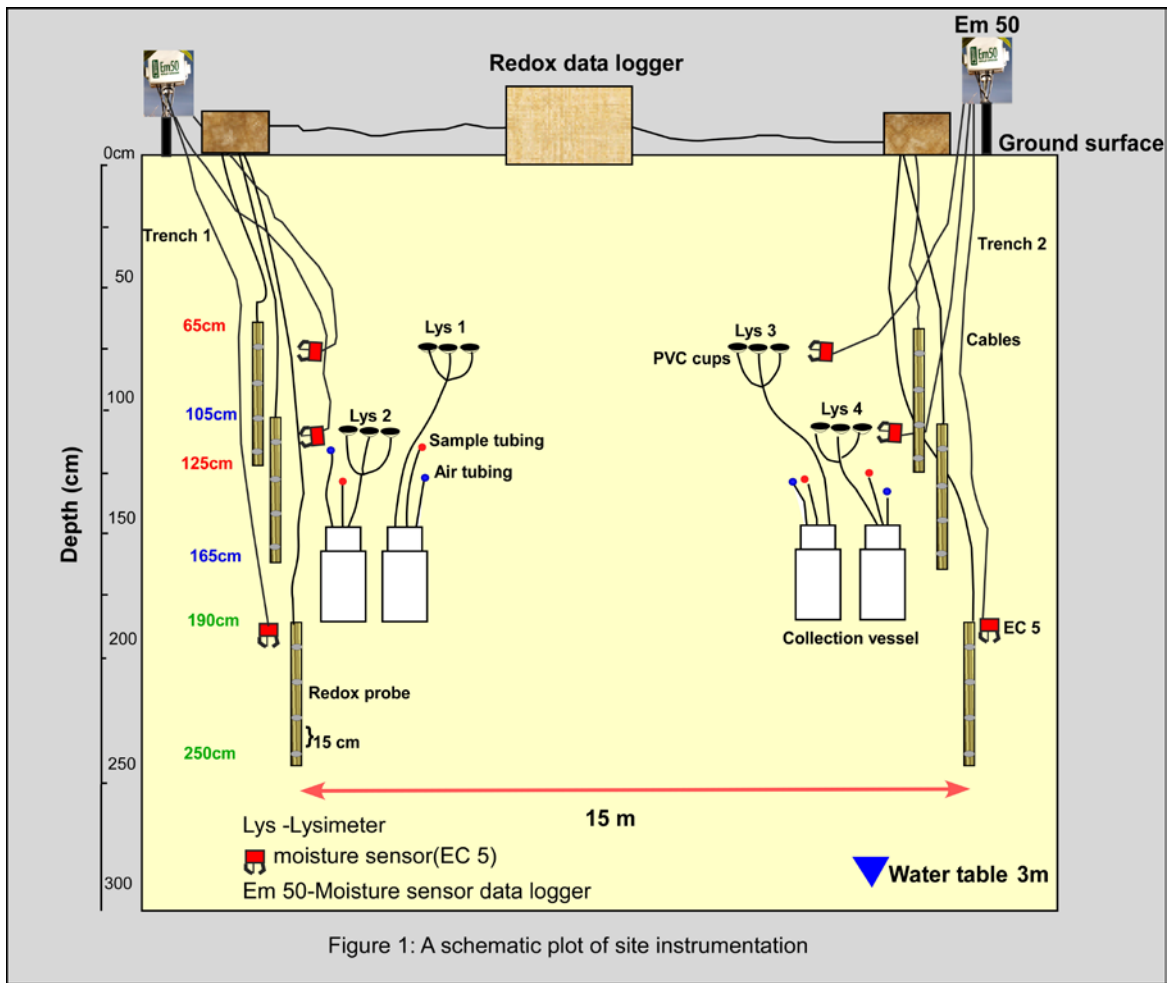 Em 50
Em50
Em50
Redox data logger
0cm
Ground surface
Trench 1
Trench 2
50
65cm
Lys 1
Lys 3
Cables
PVC cups
100
105cm
Lys 2
Lys 4
125cm
Sample tubing
Air tubing
150
165cm
190cm
200
EC 5
Collection vessel
Redox probe
15 cm
250cm
250
Depth (cm)
15 m
Lys -Lysimeter
moisture sensor(EC 5)
Em 50-Moisture sensor data logger
Water table 3m
300
Figure 1: A schematic plot of site instrumentation